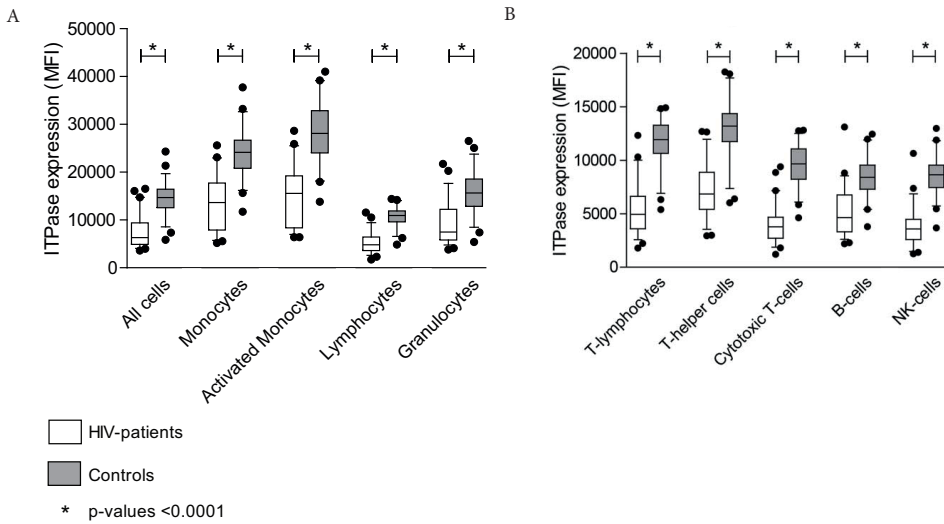 A
ITPase expression (MFI)
50000
40000
30000
20000
10000
0
* * * * *
All cells
Monocytes
Activated Monocytes
Lymphocytes
Granulocytes
B
ITPase expression (MFI)
20000
15000
10000
5000
0
* * * * *
T-lymphocytes
T-helper cells
Cytotoxic T-cells
B-cells
NK-cells
HIV-patients
Controls
* p-values <0.0001